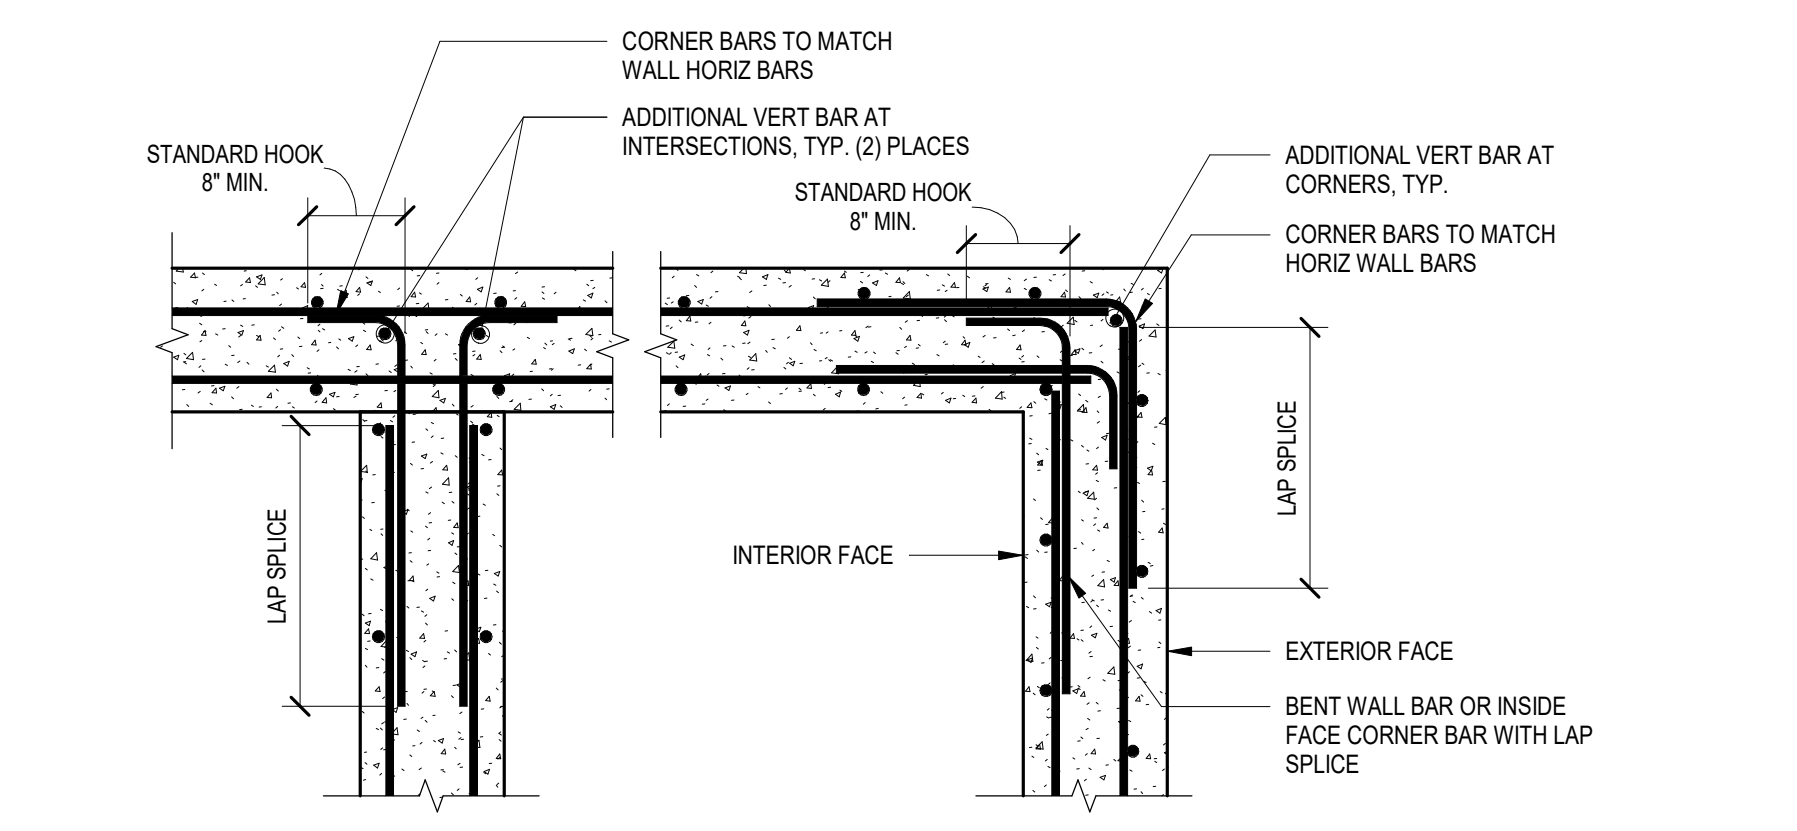 CORNER BARS TO MATCH
WALL HORIZ BARS
ADDITIONAL VERT BAR AT
INTERSECTIONS, TYP. (2) PLACES
STANDARD HOOK
8" MIN.
STANDARD HOOK
8" MIN.
ADDITIONAL VERT BAR AT
CORNERS, TYP.
CORNER BARS TO MATCH
HORIZ WALL BARS
LAP SPLICE
LAP SPLICE
INTERIOR FACE
EXTERIOR FACE
BENT WALL BAR OR INSIDE
FACE CORNER BAR WITH LAP
SPLICE